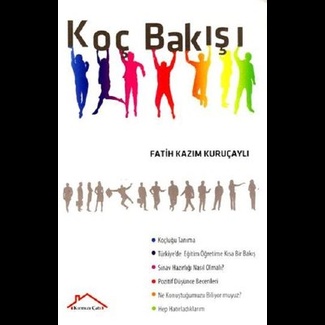 Koç Bakışı
FATİH KAZIM KURUÇAYLI
Koçluğu Tanıma
Türkiye'de Eğitim Öğretime Kısa Bir Bakış
Sınav Hazırlığı Nasıl Olmalı?
Pozitif Düşünce Becerileri
Ne Konuştuğumuzu Biliyor muyuz?
Hep Hatırladıklarım